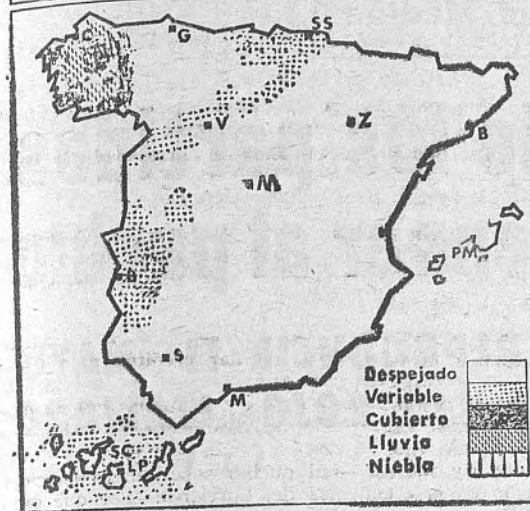 C
G
SS
V
Z
B
M
PM
B
S
M
SC
LP
Despejado
Variable
Cubierto
Lluvia
Niebla